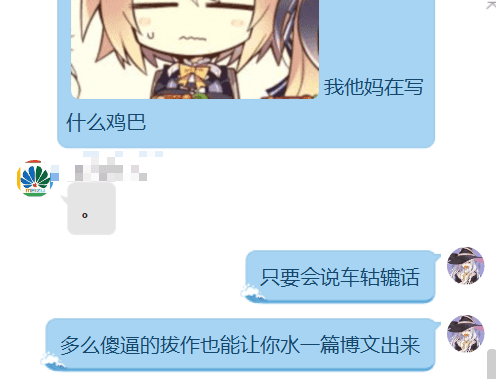 我他妈在写
什么鸡巴
。
只要会说车轱辘话
多么傻逼的拔作也能让你水一篇博文出来